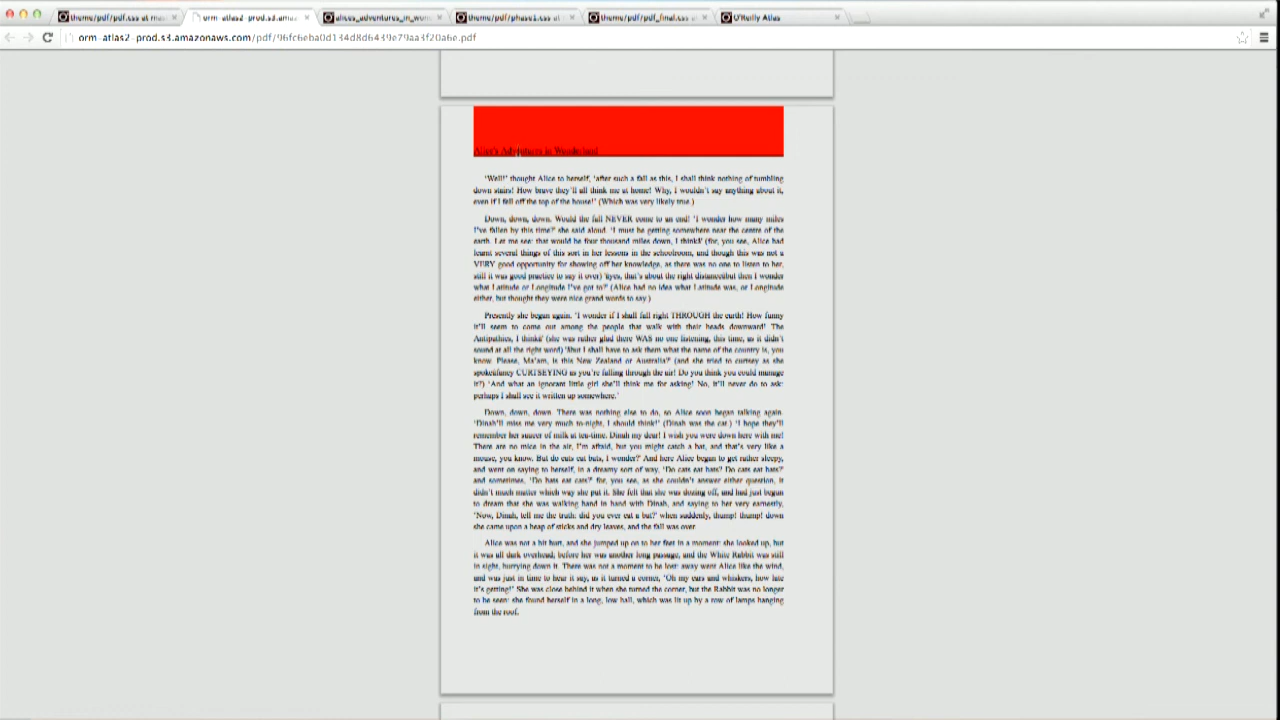 theme/pdf/pdf.css at mas
orm-atlas2-prod.s3.amaz
alices_adventures_in_won
theme/pdf/phase1.css at
theme/pdf/pdf_final.css at
O'Reilly Atlas
orm-atlas2-prod.s3.amazonaws.com/pdf/
Alice's Adventures in Wonderland
'Well!' thought Alice to herself, 'after such a fall as this, I shall think nothing of tumbling
down stairs! How brave they'll all think me at home! Why, I wouldn't say anything about it,
even if I fell off the top of the house!' (Which was very likely true.)
Down, down, down. Would the fall NEVER come to an end! 'I wonder how many miles
I've fallen by this time?' she said aloud. 'I must be getting somewhere near the centre of the
earth. Let me see: that would be four thousand miles down, I think' (for, you see, Alice had
learnt several things of this sort in her lessons in the schoolroom, and though this was not a
VERY good opportunity for showing off her knowledge, as there was no one to listen to her,
still it was good practice to say it over) 'yes, that's about the right distance but then I wonder
what Latitude or Longitude I've got to?' (Alice had no idea what Latitude was, or Longitude
either, but thought they were nice grand words to say.)
Presently she began again. 'I wonder if I shall fall right THROUGH the earth! How funny
it'll seem to come out among the people that walk with their heads downward! The
Antipathies, I think' (she was rather glad there WAS no one listening, this time, as it didn't
sound at all the right word) 'but I shall have to ask them what the name of the country is, you
know. Please, Ma'am, is this New Zealand or Australia?' (and she tried to curtsey as she
spoke fancy CURTSEYING as you're falling through the air! Do you think you could manage
it?) 'And what an ignorant little girl she'll think me for asking! No, it'll never do to ask:
perhaps I shall see it written up somewhere.'
Down, down, down. There was nothing else to do, so Alice soon began talking again.
'Dinah'll miss me very much to-night, I should think!' (Dinah was the cat.) 'I hope they'll
remember her saucer of milk at tea-time. Dinah my dear! I wish you were down here with me!
There are no mice in the air, I'm afraid, but you might catch a bat, and that's very like a
mouse, you know. But do cats eat bats, I wonder?' And here Alice began to get rather sleepy,
and went on saying to herself, in a dreamy sort of way, 'Do cats eat bats? Do cats eat bats?'
and sometimes, 'Do bats eat cats?' for, you see, as she couldn't answer either question, it
didn't much matter which way she put it. She felt that she was dozing off, and had just begun
to dream that she was walking hand in hand with Dinah, and saying to her very earnestly,
'Now, Dinah, tell me the truth: did you ever eat a bat?' when suddenly, thump! thump! down
she came upon a heap of sticks and dry leaves, and the fall was over.
Alice was not a bit hurt, and she jumped up on to her feet in a moment: she looked up, but
it was all dark overhead; before her was another long passage, and the White Rabbit was still
in sight, hurrying down it. There was not a moment to be lost: away went Alice like the wind,
and was just in time to hear it say, as it turned a corner, 'Oh my ears and whiskers, how late
it's getting!' She was close behind it when she turned the corner, but the Rabbit was no longer
to be seen: she found herself in a long, low hall, which was lit up by a row of lamps hanging
from the roof.